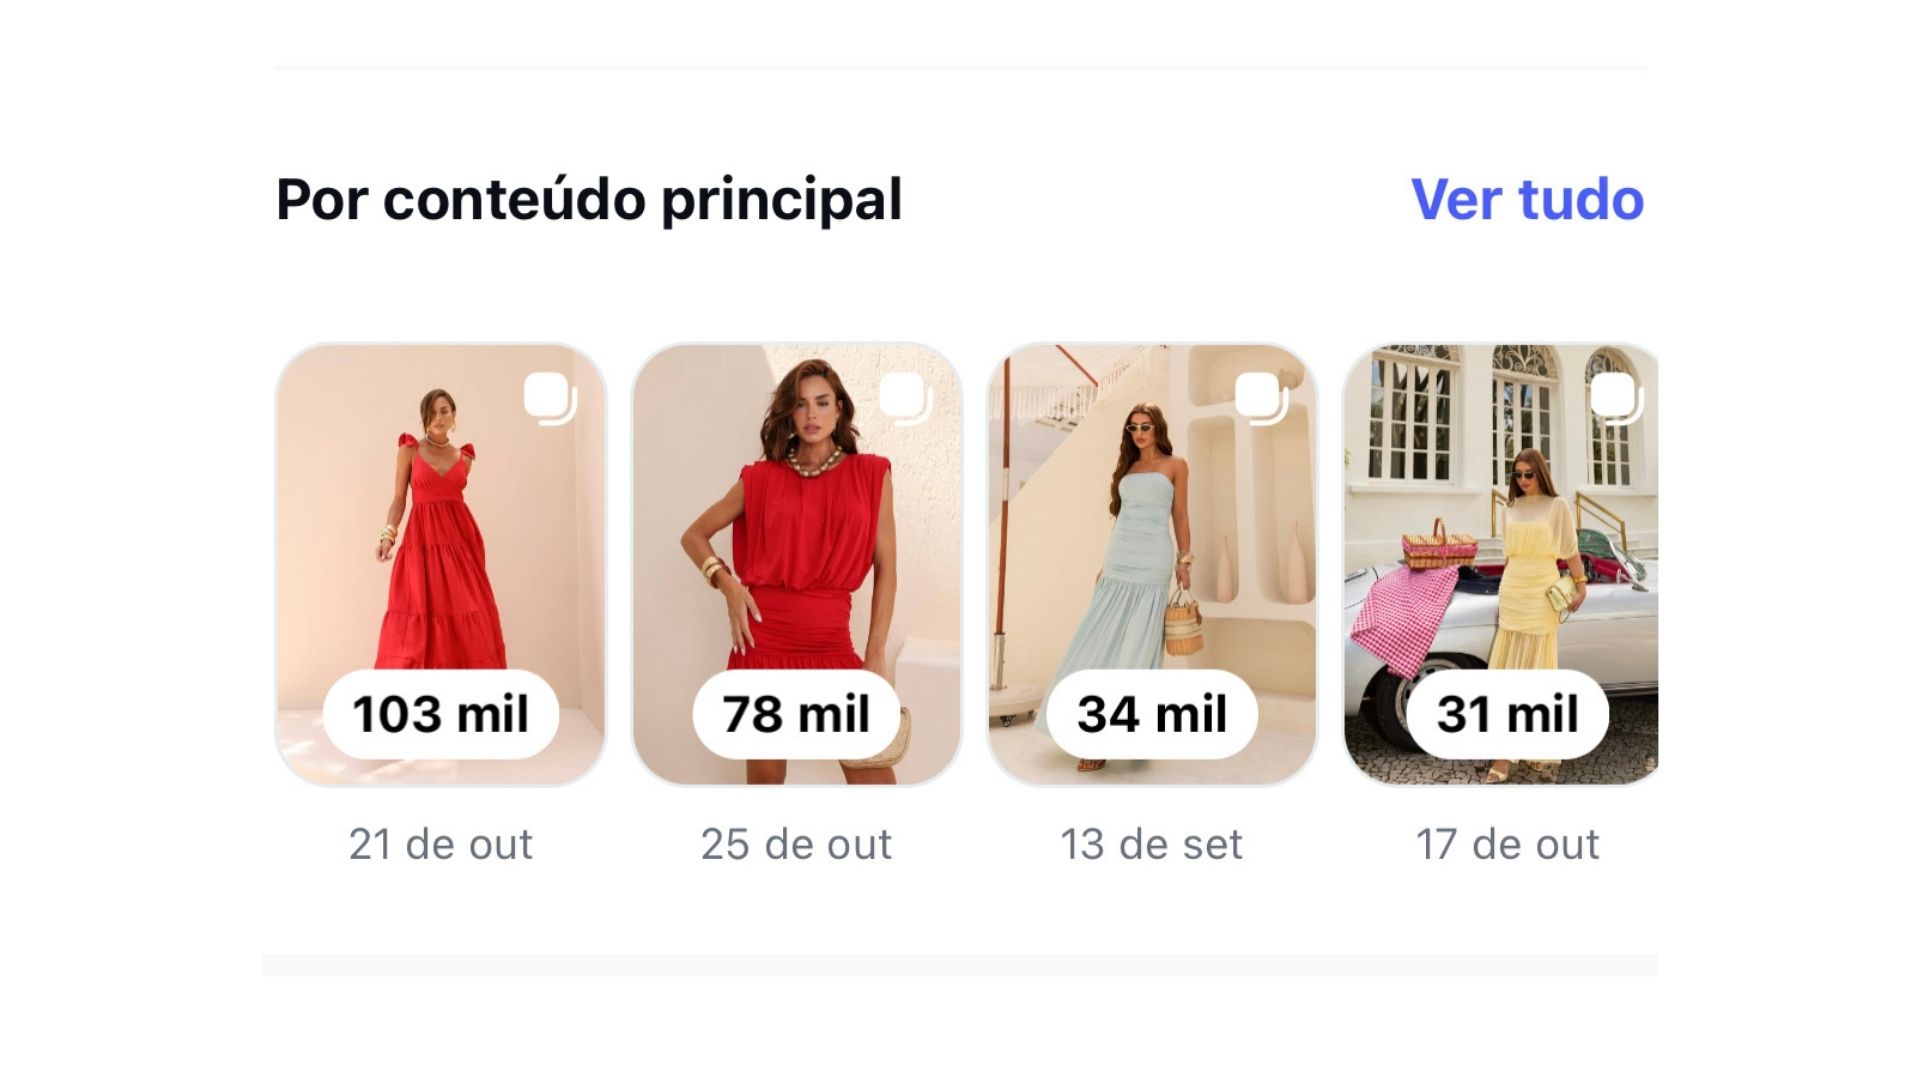 Por conteúdo principal
Ver tudo
103 mil
78 mil
34 mil
31 mil
21 de out
25 de out
13 de set
17 de out